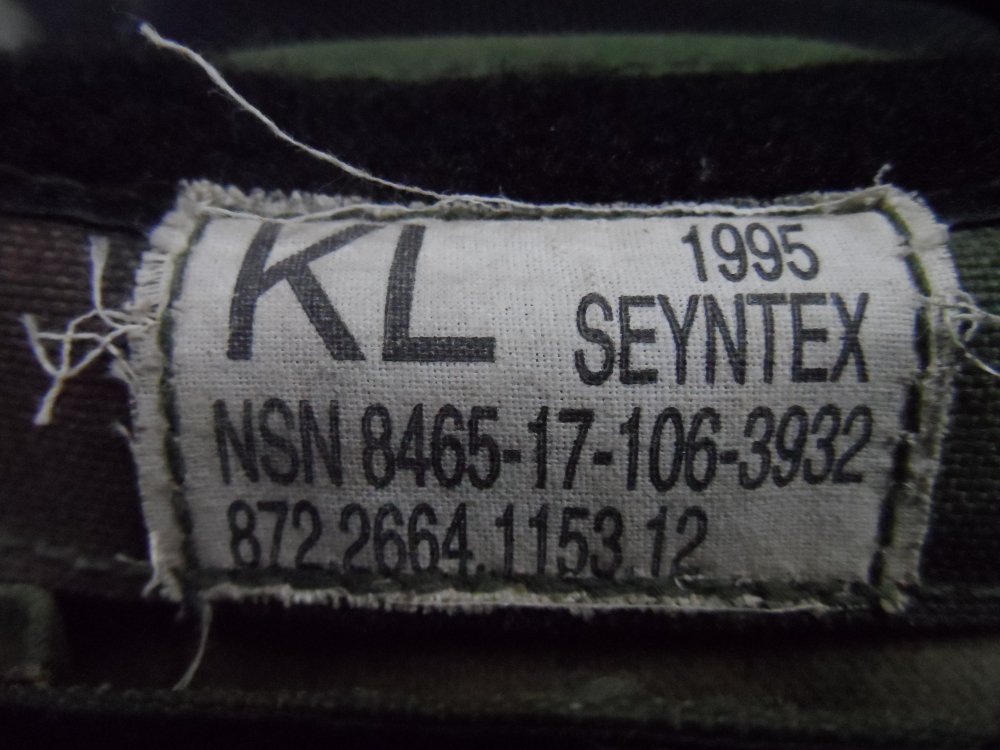 KL 1995
SEYNTEX
NSN 8465-17-106-3932
872.2664.1153.12